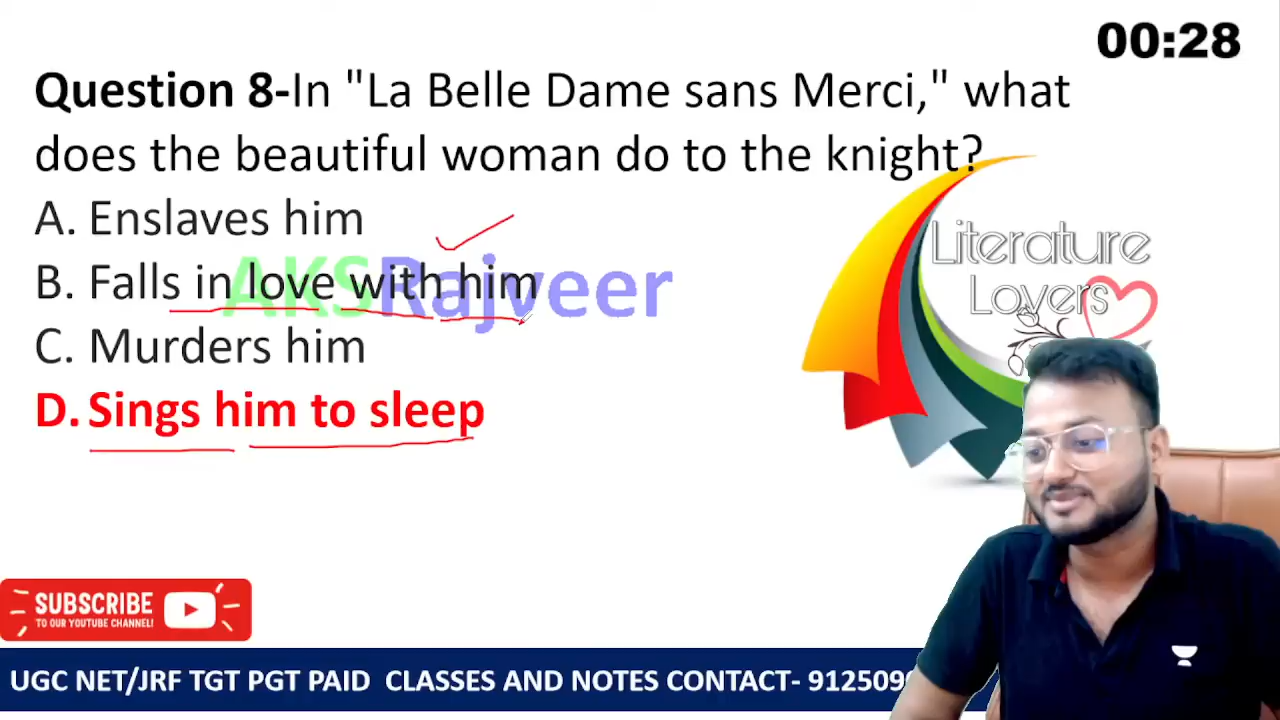 00:28
Question 8-In "La Belle Dame sans Merci," what
does the beautiful woman do to the knight?
A. Enslaves him
B. Falls in love with him
C. Murders him
D. Sings him to sleep
AKS Rajveer
Literature
Lovers
SUBSCRIBE
TO OUR YOUTUBE CHANNEL!
UGC NET/JRF TGT PGT PAID CLASSES AND NOTES CONTACT- 912509